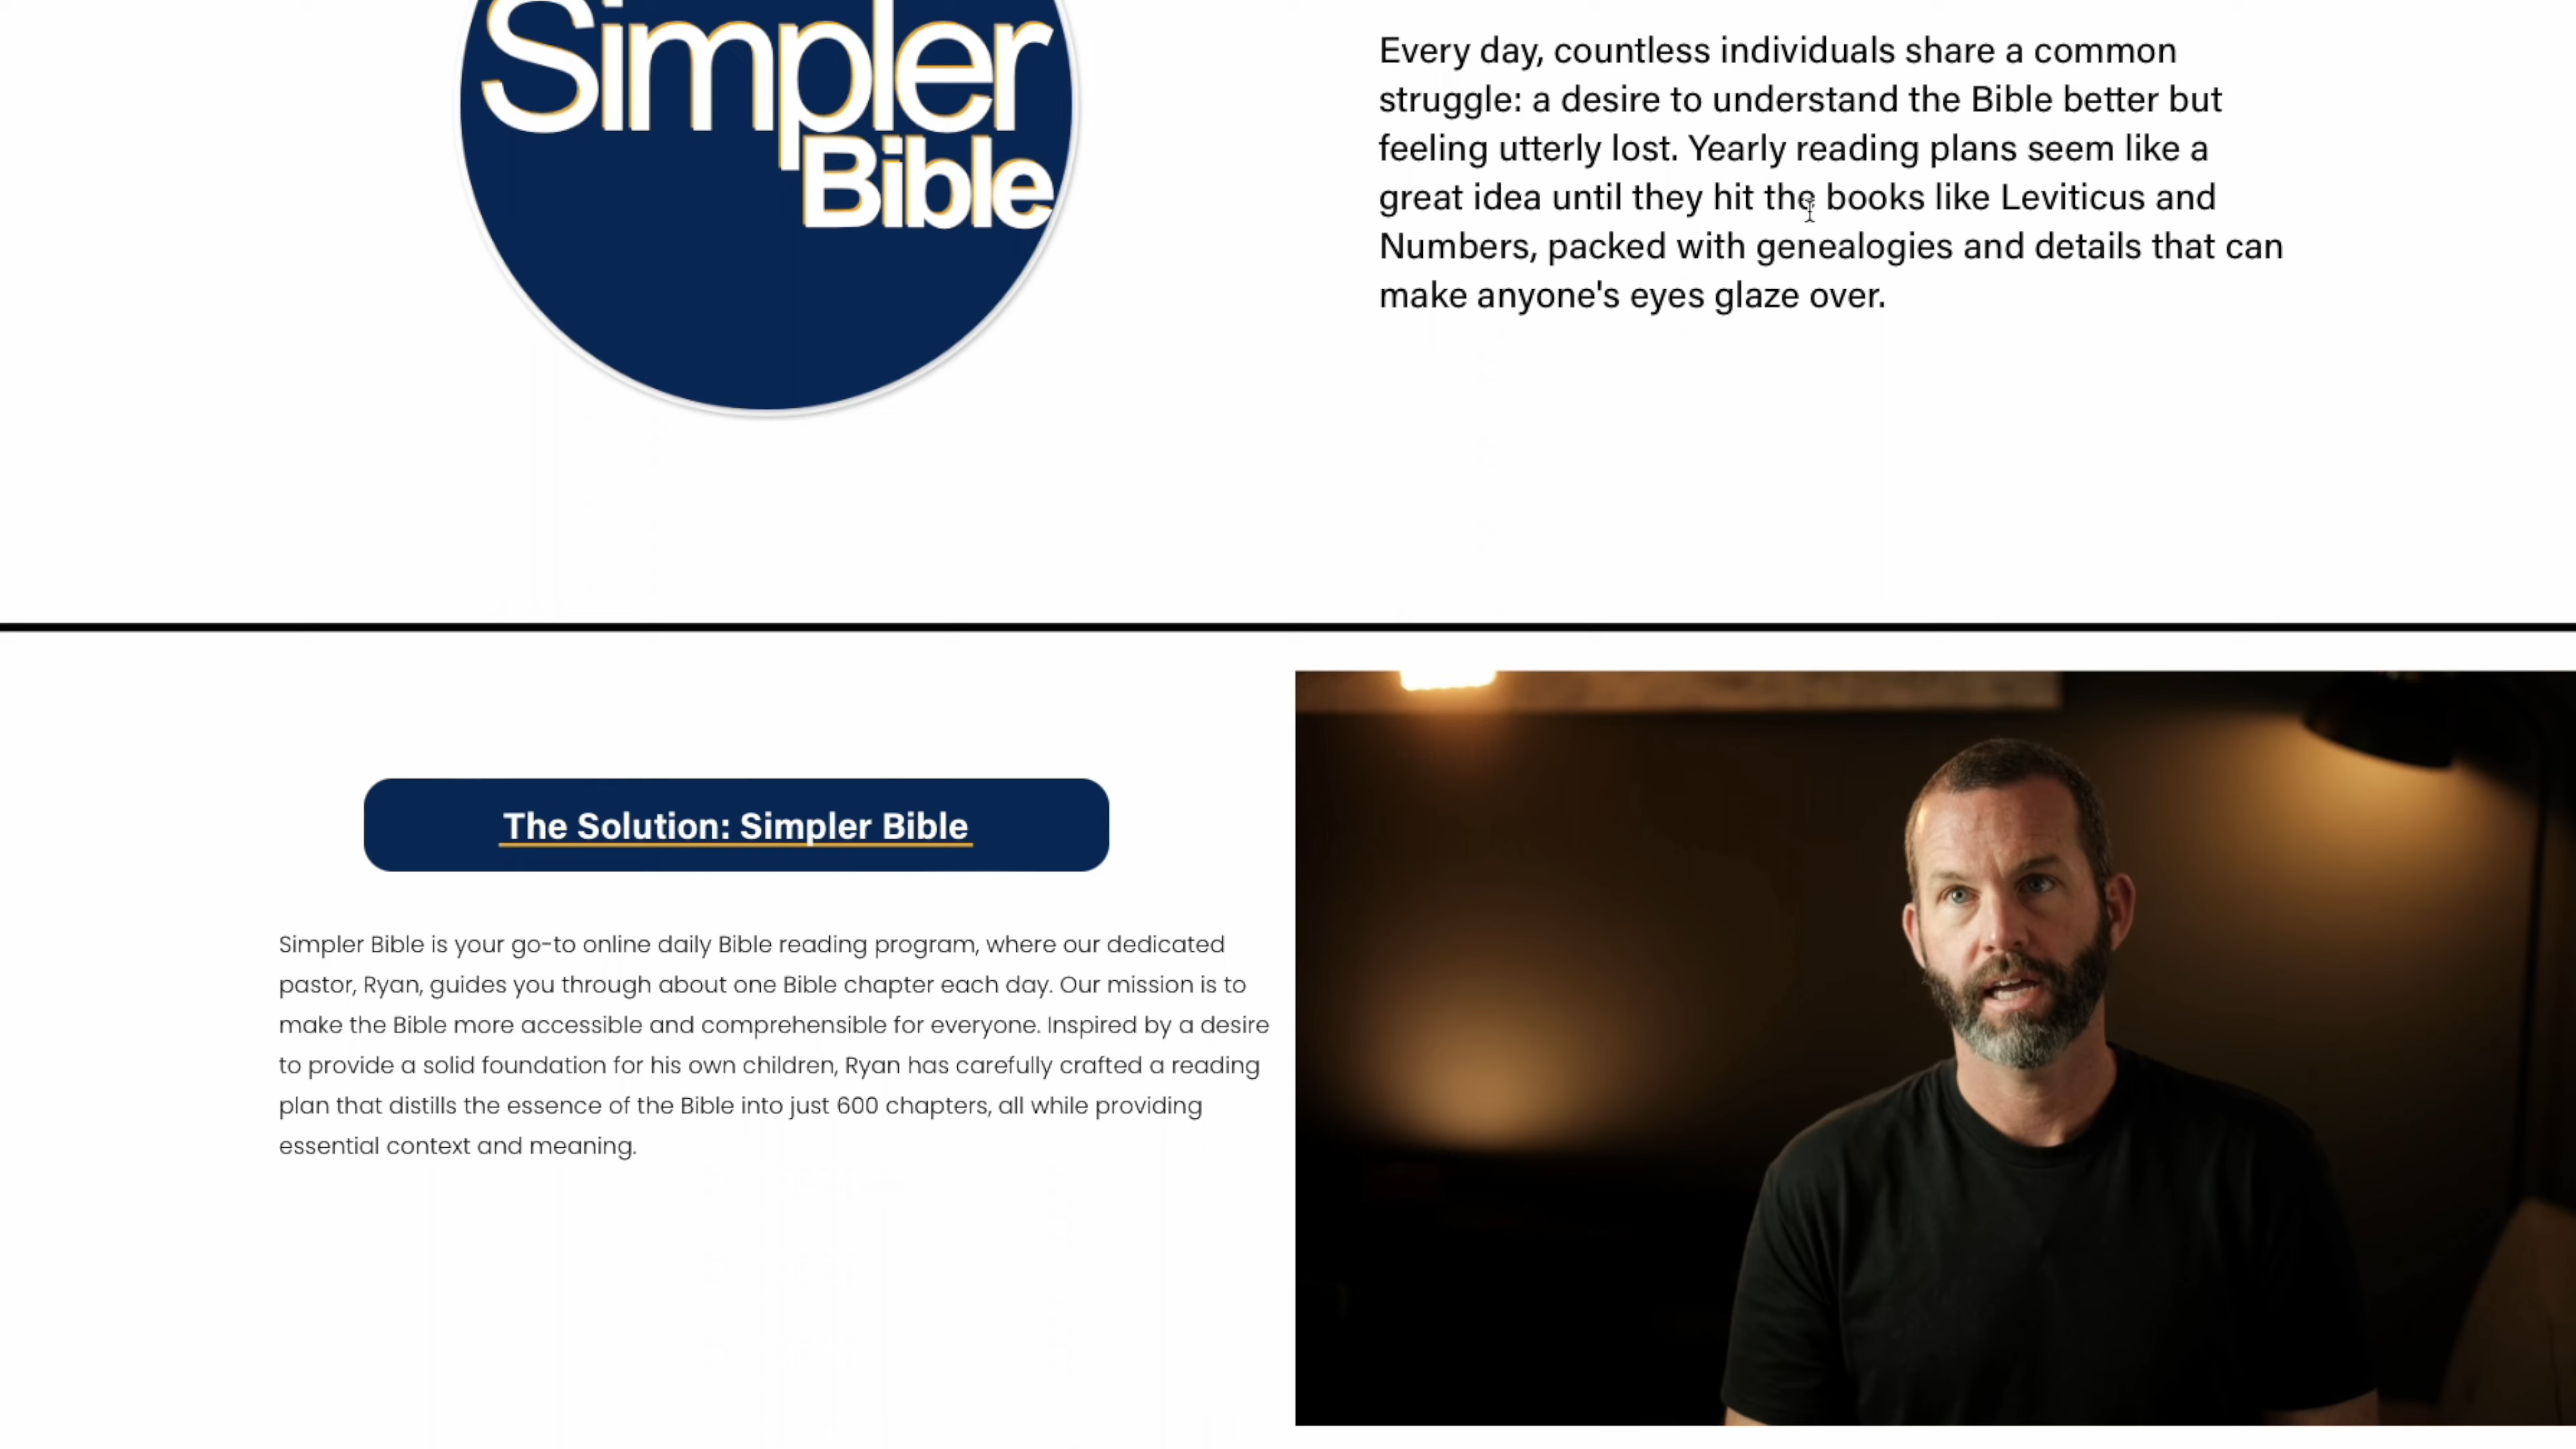 Simpler
Bible
Every day, countless individuals share a common
struggle: a desire to understand the Bible better but
feeling utterly lost. Yearly reading plans seem like a
great idea until they hit the books like Leviticus and
Numbers, packed with genealogies and details that can
make anyone's eyes glaze over.
The Solution: Simpler Bible
Simpler Bible is your go-to online daily Bible reading program, where our dedicated
pastor, Ryan, guides you through about one Bible chapter each day. Our mission is to
make the Bible more accessible and comprehensible for everyone. Inspired by a desire
to provide a solid foundation for his own children, Ryan has carefully crafted a reading
plan that distills the essence of the Bible into just 600 chapters, all while providing
essential context and meaning.